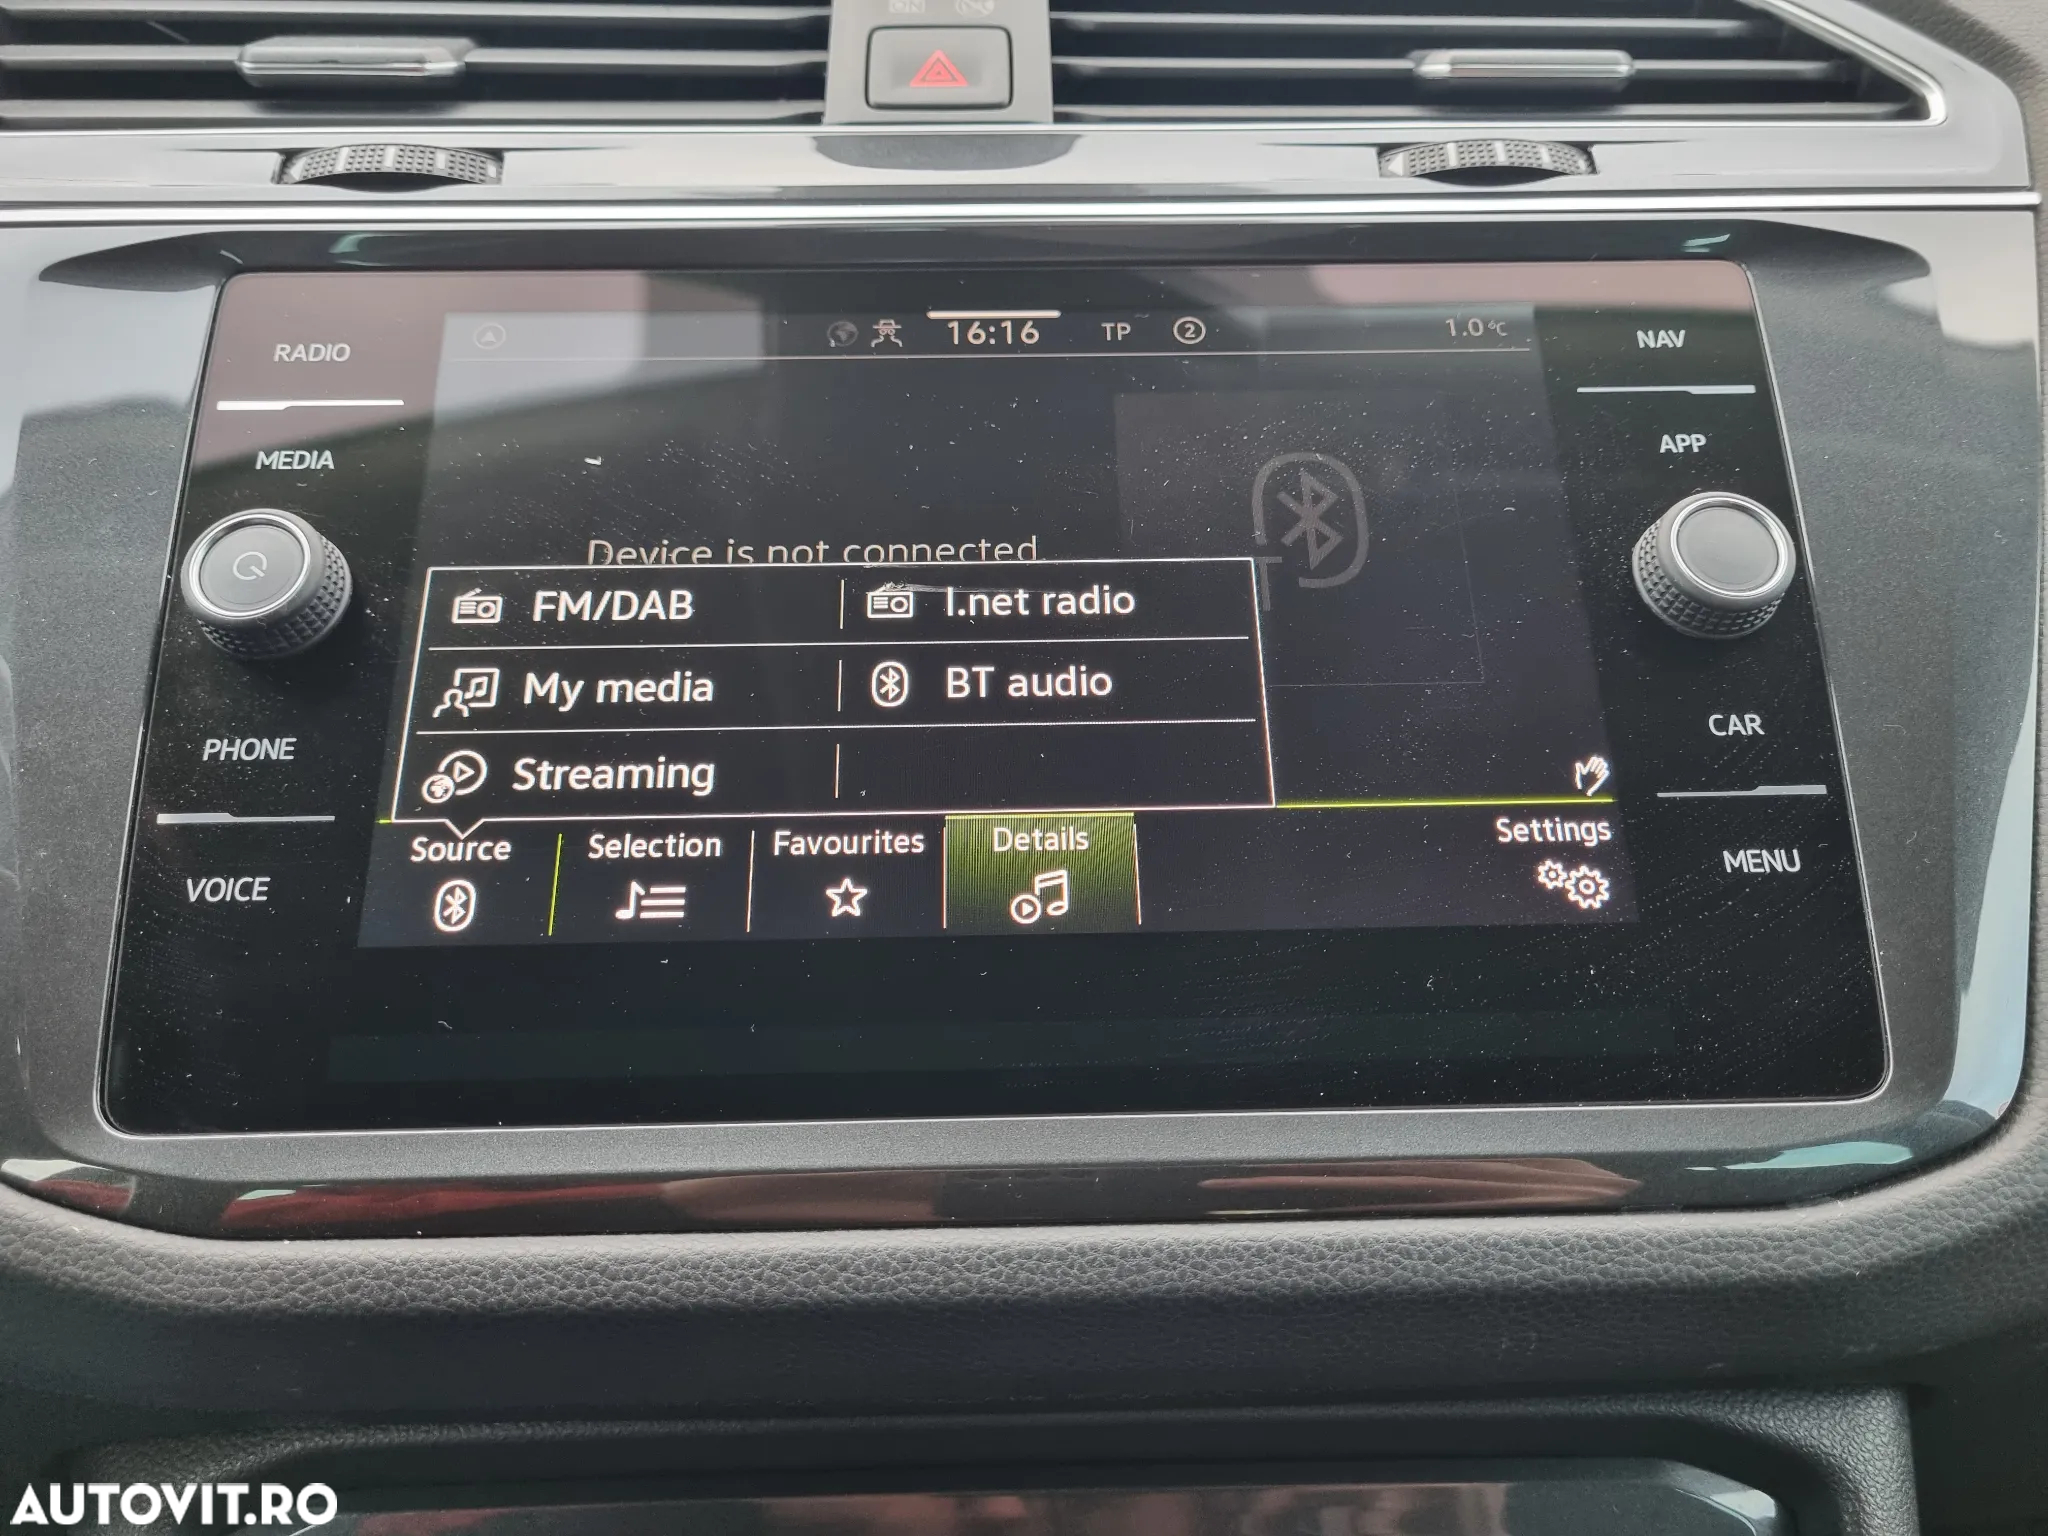 RADIO
MEDIA
PHONE
VOICE
16:16 TP 2 1.0°C
Device is not connected.
FM/DAB I.net radio
My media BT audio
Streaming
Source Selection Favourites Details Settings
NAV
APP
CAR
MENU
AUTOVIT.RO